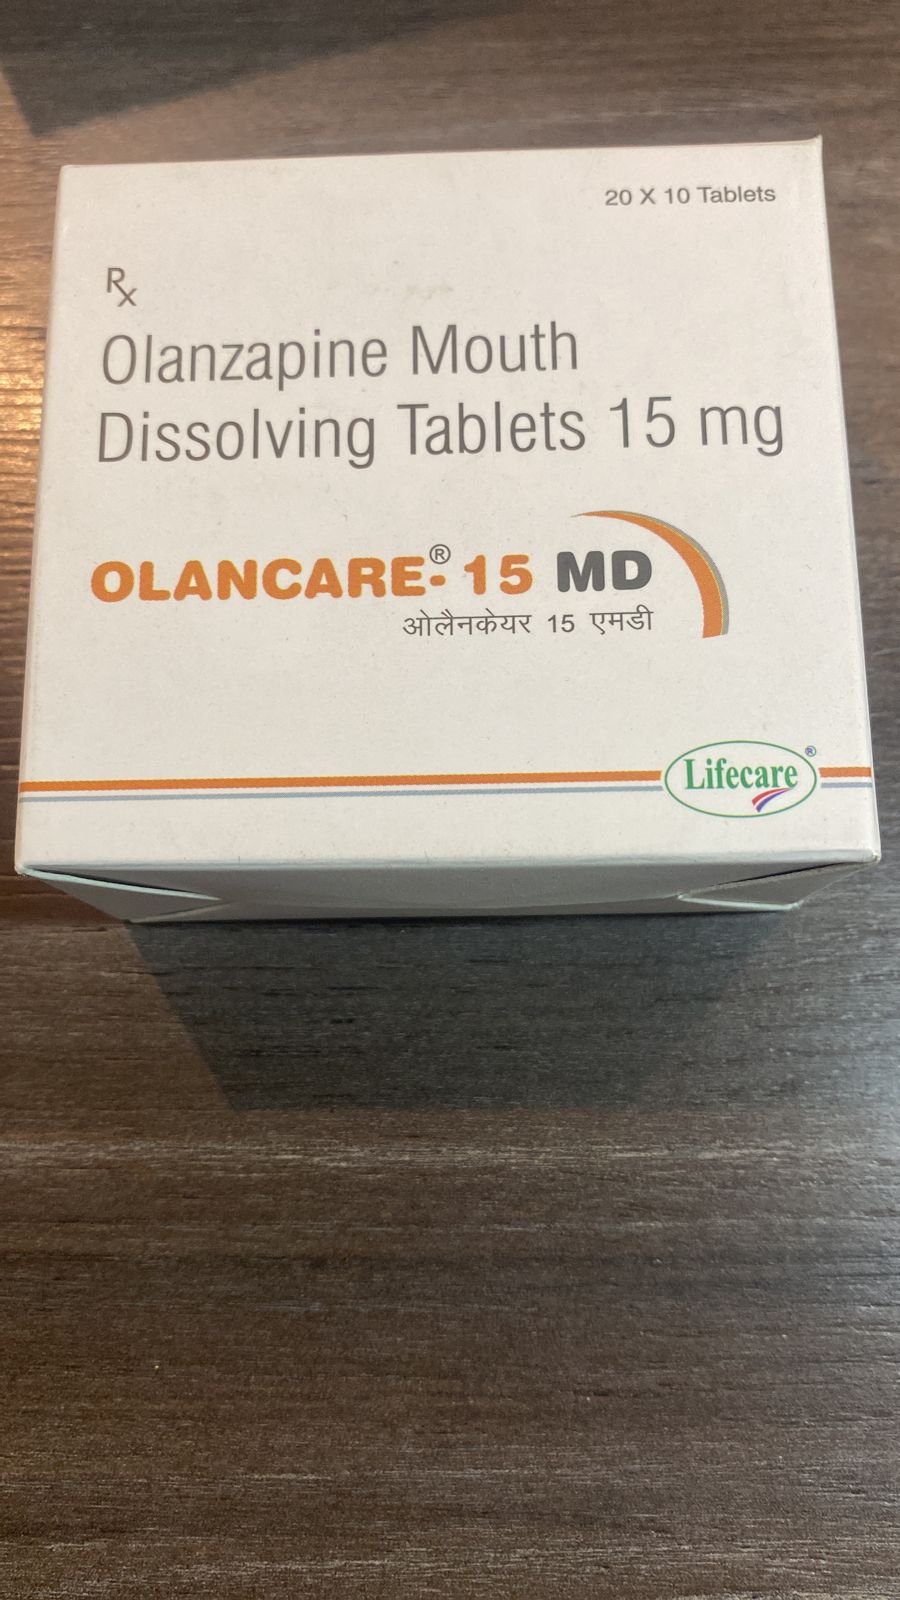 20 X 10 Tablets
Rx
Olanzapine Mouth
Dissolving Tablets 15 mg
OLANCARE®- 15 MD
ओलैनकेयर 15 एमडी
Lifecare®